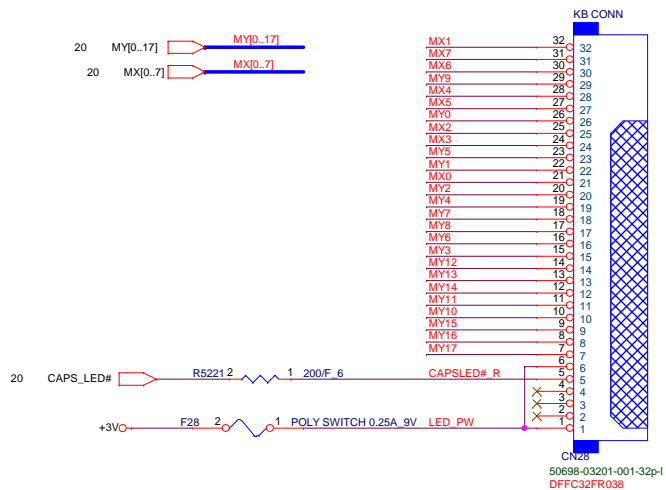 KB CONN
20 MY[0..17] MY[0..17]
20 MX[0..7] MX[0..7]
MX1 32 32
MX7 31 31
MX6 30 30
MY9 29 29
MX4 28 28
MX5 27 27
MY0 26 26
MX2 25 25
MX3 24 24
MY5 23 23
MY1 22 22
MX0 21 21
MY2 20 20
MY4 19 19
MY7 18 18
MY8 17 17
MY6 16 16
MY3 15 15
MY12 14 14
MY13 13 13
MY14 12 12
MY11 11 11
MY10 10 10
MY15 9 9
MY16 8 8
MY17 7 7
6 6
20 CAPS_LED# R5221 2 1 200/F_6 CAPSLED#_R 5 5
4 4
3 3
2 2
+3V F28 2 1 POLY SWITCH 0.25A_9V LED_PW 1 1
CN28
50698-03201-001-32p-l
DFFC32FR038